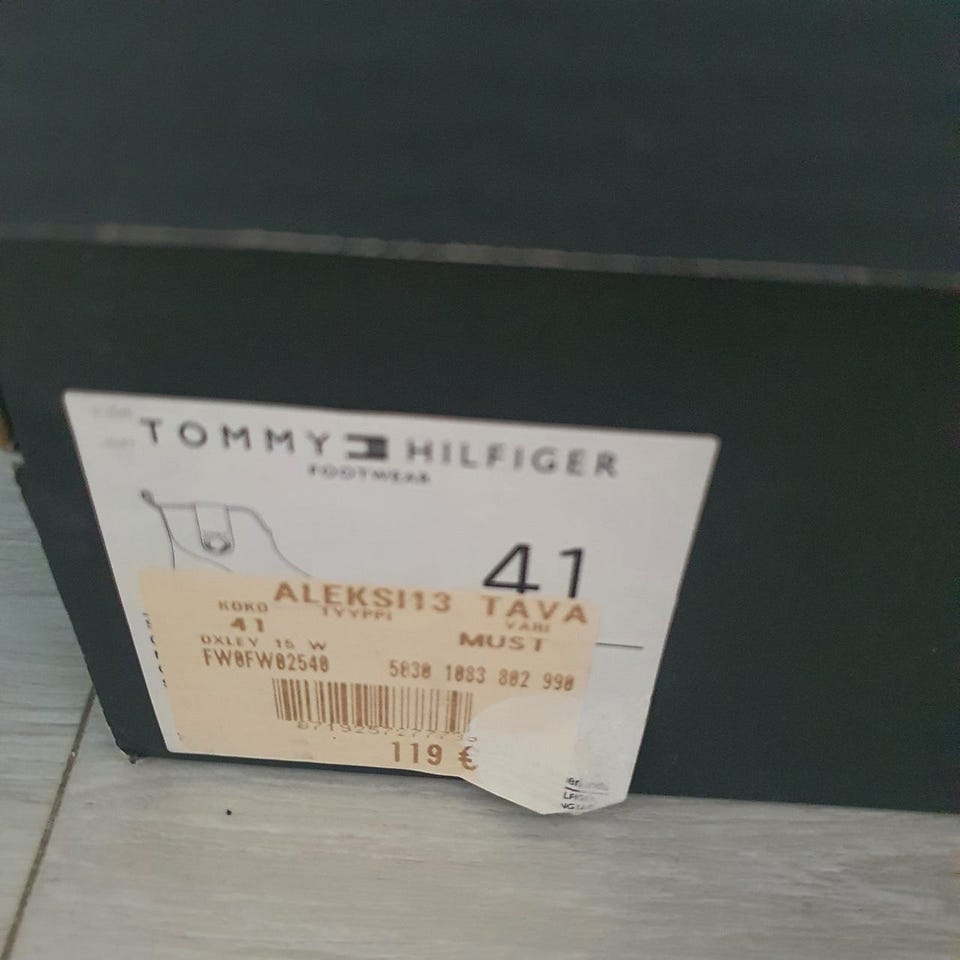 TOMMY HILFIGER
FOOTWEAR
41
ALEKSI13 TAVA
KOKO TYYPPI VÄRI
41 MUST
OXLEY 15 W
FW0FW02540 5030 1083 802 990
119 €